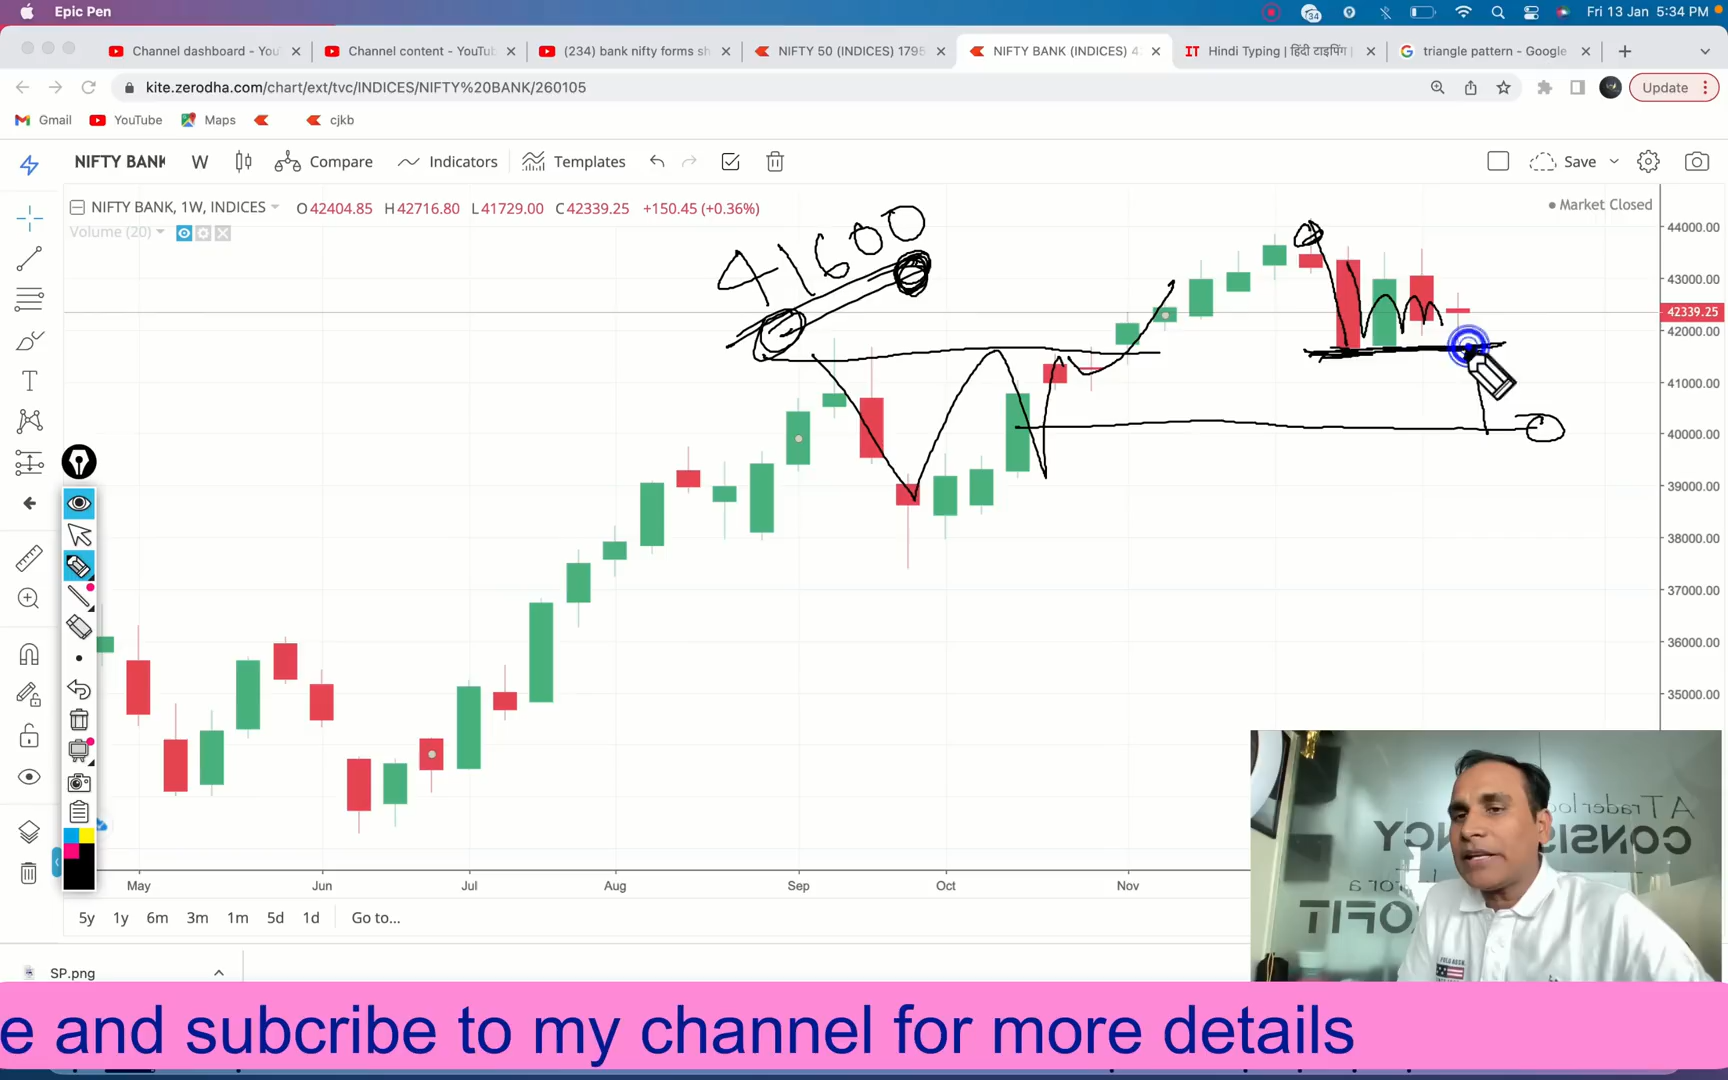 Epic Pen
34
Fri 13 Jan 5:34 PM
Channel dashboard - You
Channel content - YouTub
(234) bank nifty forms sh
NIFTY 50 (INDICES) 1795
NIFTY BANK (INDICES) 4
Hindi Typing | हिंदी टाइपिंग |
triangle pattern - Google
kite.zerodha.com/chart/ext/tvc/INDICES/NIFTY%20BANK/260105
Update
Gmail
YouTube
Maps
cjkb
NIFTY BANK
W
Compare
Indicators
Templates
Save
NIFTY BANK, 1W, INDICES
O42404.85 H42716.80 L41729.00 C42339.25 +150.45 (+0.36%)
Market Closed
Volume (20)
41600
44000.00
43000.00
42339.25
42000.00
41000.00
40000.00
39000.00
38000.00
37000.00
36000.00
35000.00
A Trader loo
CONSISTENCY
for a
PROFIT
May
Jun
Jul
Aug
Sep
Oct
Nov
5y 1y 6m 3m 1m 5d 1d Go to...
SP.png
e and subcribe to my channel for more details